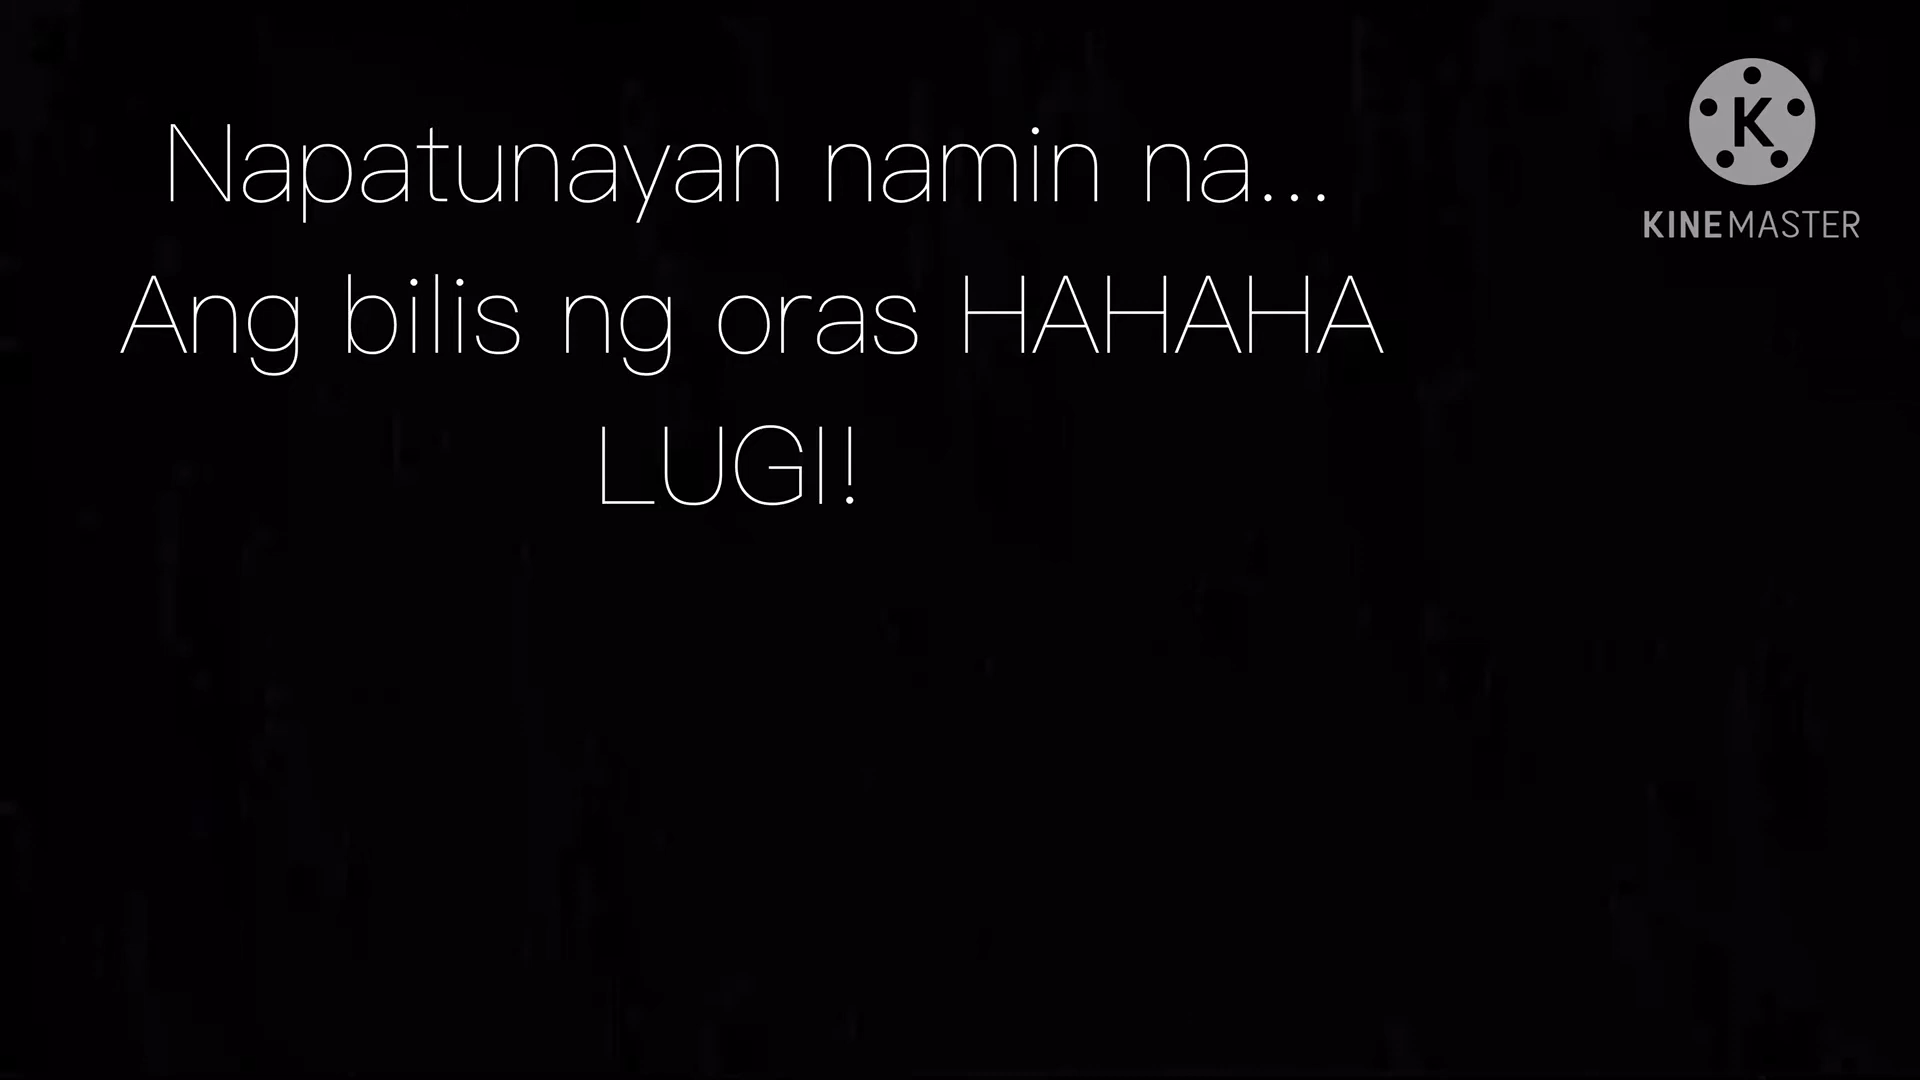 Napatunayan namin na...
Ang bilis ng oras HAHAHA
LUGI!
K
KINEMASTER